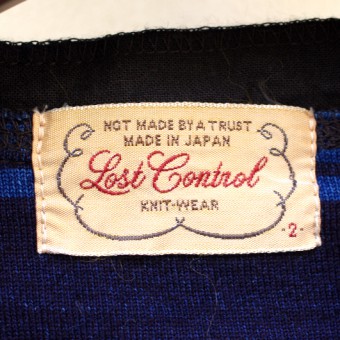 NOT MADE BY A TRUST
MADE IN JAPAN
Lost Control
KNIT-WEAR
-2-